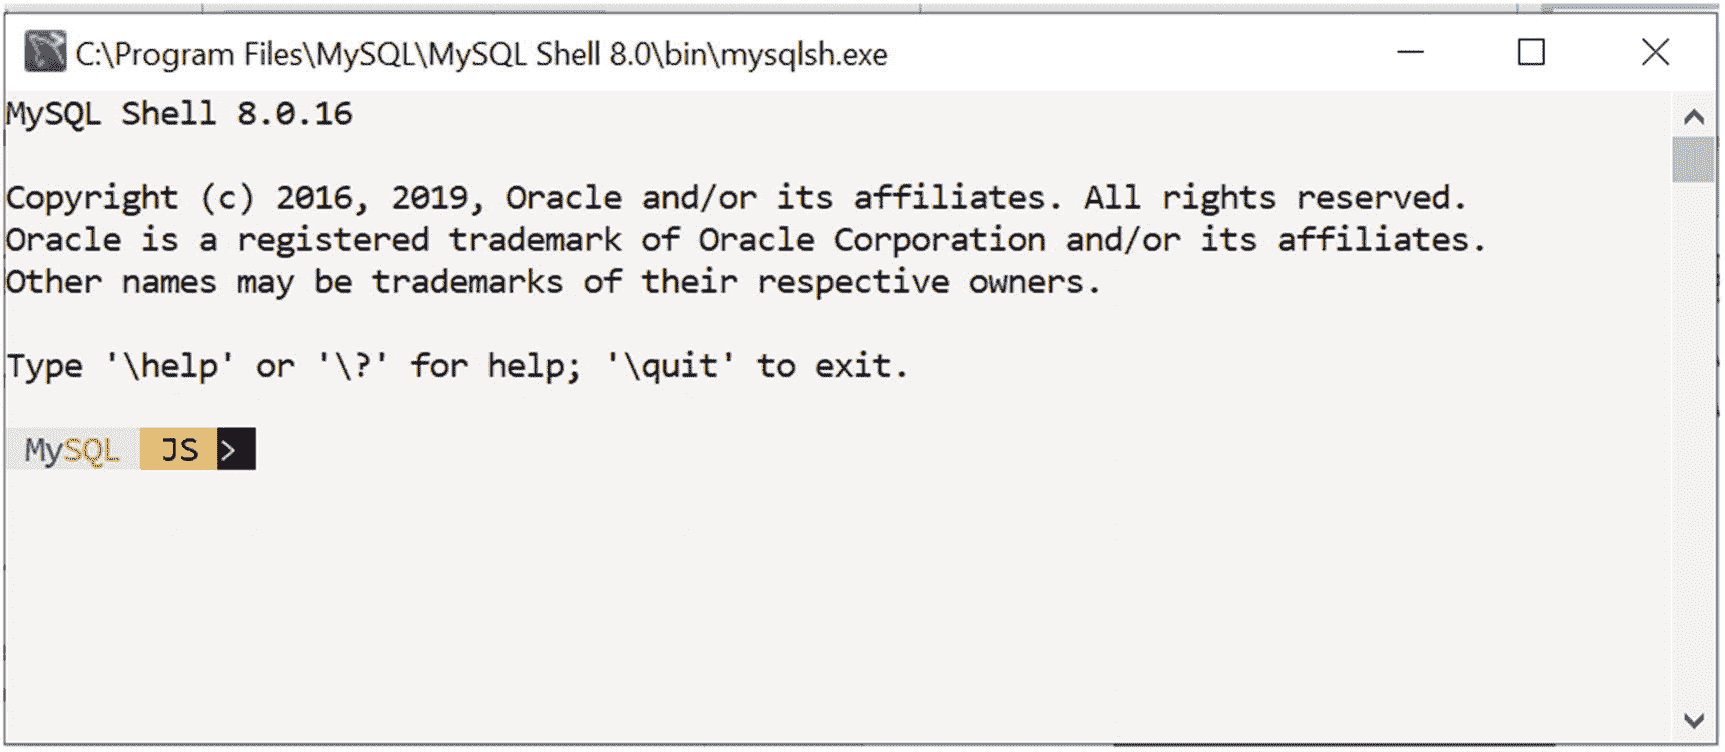 C:\Program Files\MySQL\MySQL Shell 8.0\bin\mysqlsh.exe
MySQL Shell 8.0.16
Copyright (c) 2016, 2019, Oracle and/or its affiliates. All rights reserved.
Oracle is a registered trademark of Oracle Corporation and/or its affiliates.
Other names may be trademarks of their respective owners.
Type '\help' or '\?' for help; '\quit' to exit.
MySQL JS >